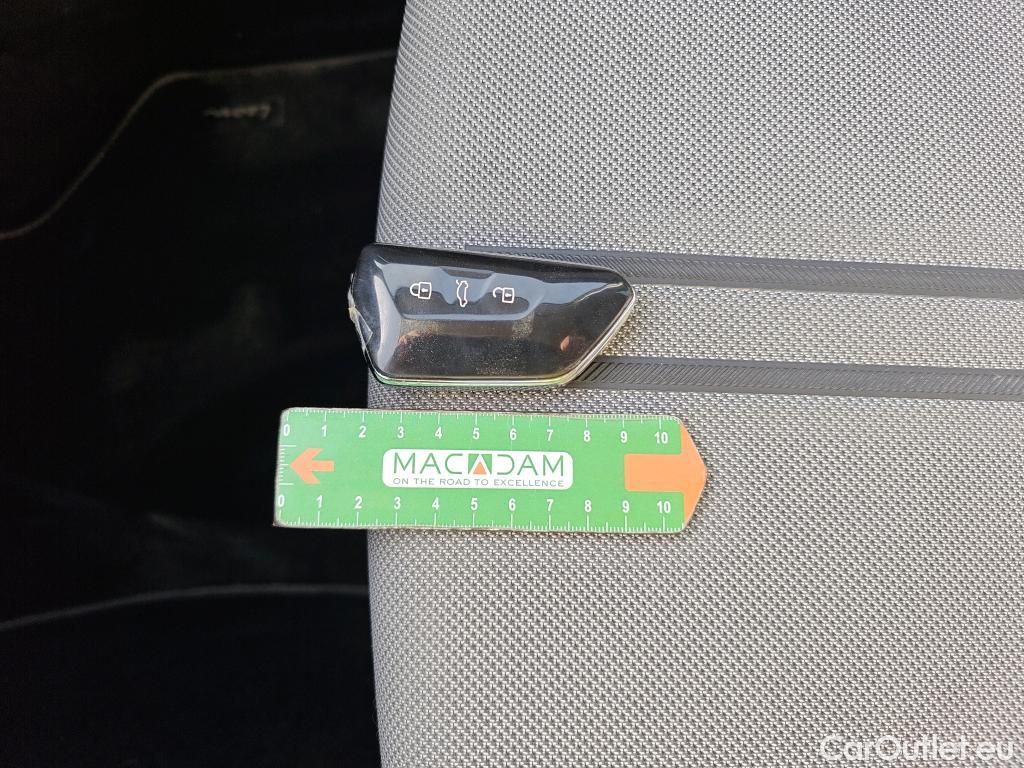 0 1 2 3 4 5 6 7 8 9 10
MACADAM
ON THE ROAD TO EXCELLENCE
0 1 2 3 4 5 6 7 8 9 10
CarOutlet.eu